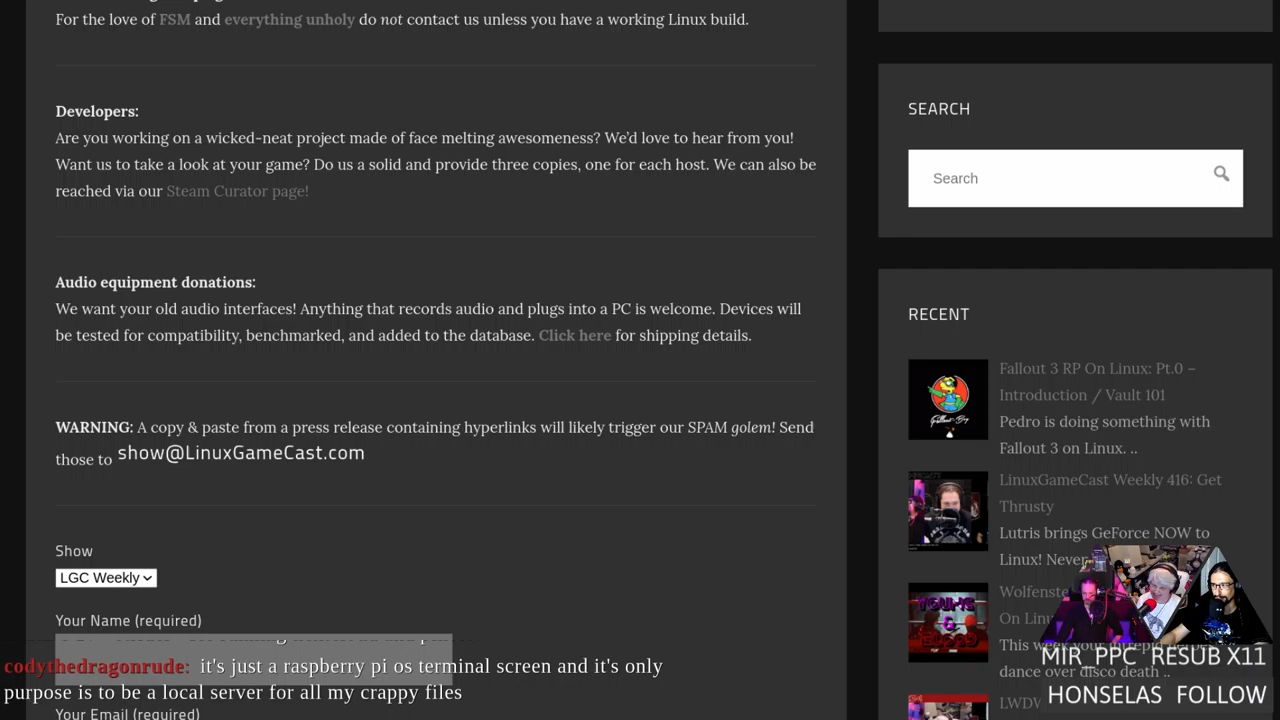 For the love of FSM and everything unholy do not contact us unless you have a working Linux build.
Developers:
Are you working on a wicked-neat project made of face melting awesomeness? We'd love to hear from you!
Want us to take a look at your game? Do us a solid and provide three copies, one for each host. We can also be
reached via our Steam Curator page!
Audio equipment donations:
We want your old audio interfaces! Anything that records audio and plugs into a PC is welcome. Devices will
be tested for compatibility, benchmarked, and added to the database. Click here for shipping details.
WARNING: A copy & paste from a press release containing hyperlinks will likely trigger our SPAM golem! Send
those to show@LinuxGameCast.com
Show
LGC Weekly
Your Name (required)
codythedragonrude: it's just a raspberry pi os terminal screen and it's only
purpose is to be a local server for all my crappy files
Your Email (required)
SEARCH
Search
RECENT
Fallout 3 RP On Linux: Pt.0 –
Introduction / Vault 101
Pedro is doing something with
Fallout 3 on Linux. ..
LinuxGameCast Weekly 416: Get
Thrusty
Lutris brings GeForce NOW to
Linux! Never
Wolfenste
On Linu
This week your intrepid
dance over disco death ..
LWDW
MIR_PPC RESUB X11
HONSELAS FOLLOW